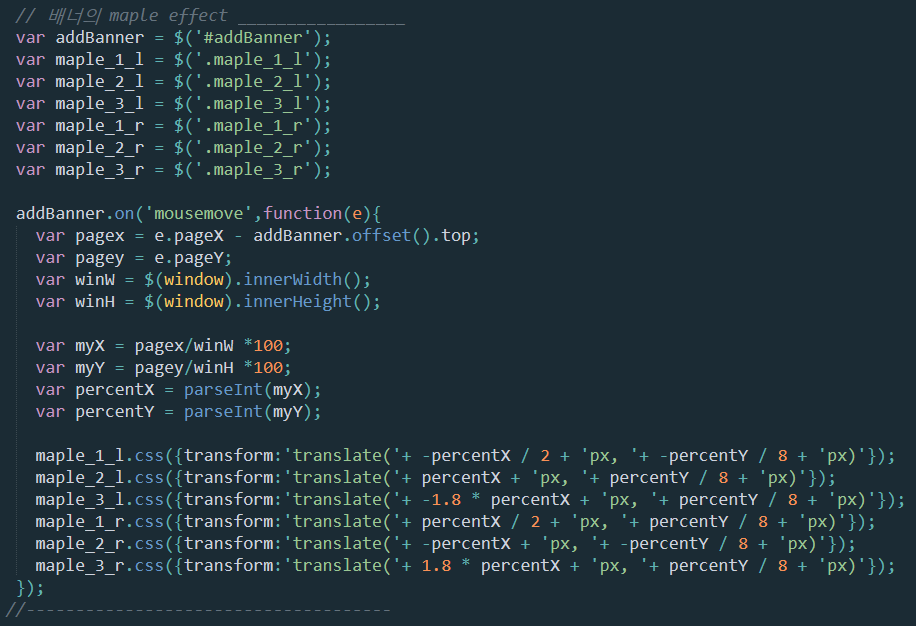 // 배너의 maple effect _________________
var addBanner = $('#addBanner');
var maple_1_l = $('.maple_1_l');
var maple_2_l = $('.maple_2_l');
var maple_3_l = $('.maple_3_l');
var maple_1_r = $('.maple_1_r');
var maple_2_r = $('.maple_2_r');
var maple_3_r = $('.maple_3_r');
addBanner.on('mousemove',function(e){
var pagex = e.pageX - addBanner.offset().top;
var pagey = e.pageY;
var winW = $(window).innerWidth();
var winH = $(window).innerHeight();
var myX = pagex/winW *100;
var myY = pagey/winH *100;
var percentX = parseInt(myX);
var percentY = parseInt(myY);
maple_1_l.css({transform:'translate('+ -percentX / 2 + 'px, '+ -percentY / 8 + 'px)'});
maple_2_l.css({transform:'translate('+ percentX + 'px, '+ percentY / 8 + 'px)'});
maple_3_l.css({transform:'translate('+ -1.8 * percentX + 'px, '+ percentY / 8 + 'px)'});
maple_1_r.css({transform:'translate('+ percentX / 2 + 'px, '+ percentY / 8 + 'px)'});
maple_2_r.css({transform:'translate('+ -percentX + 'px, '+ -percentY / 8 + 'px)'});
maple_3_r.css({transform:'translate('+ 1.8 * percentX + 'px, '+ percentY / 8 + 'px)'});
});
//-------------------------------------